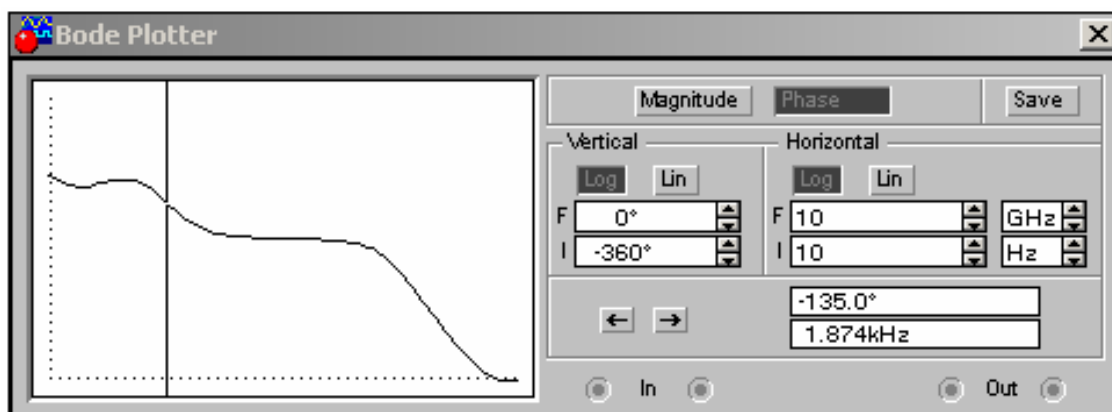 Bode Plotter
Magnitude Phase Save
Vertical Horizontal
Log Lin Log Lin
F 0° F 10 GHz
I -360° I 10 Hz
← → -135.0°
1.874kHz
In Out